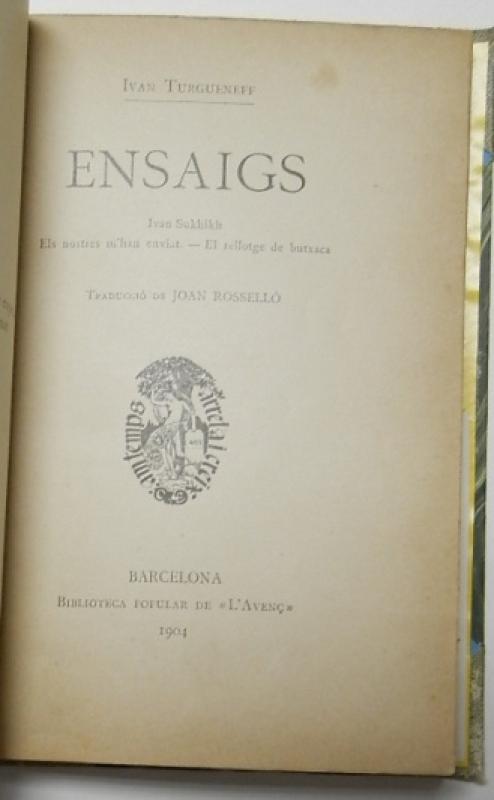 Ivan Turgueneff
ENSAIGS
Ivan Sukhikh
Els nostres m'han enviat. — El rellotge de butxaca
Traducció de JOAN ROSSELLÓ
BARCELONA
Biblioteca popular de «L'Avenç»
1904